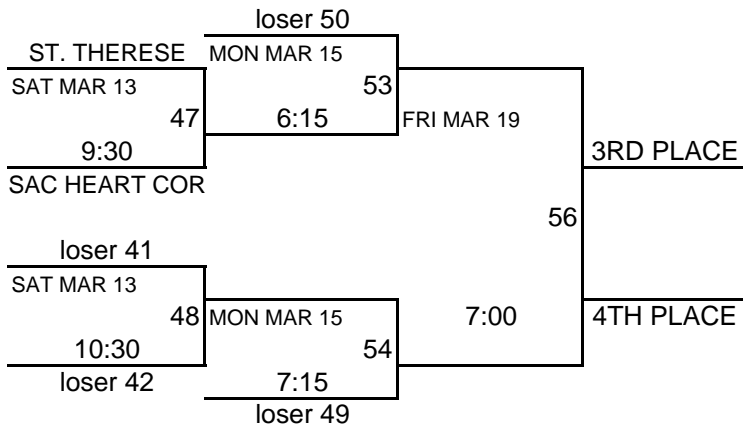 loser 50
ST. THERESE
MON MAR 15
SAT MAR 13
53
47
6:15
FRI MAR 19
9:30
3RD PLACE
SAC HEART COR
56
loser 41
SAT MAR 13
48
MON MAR 15
7:00
4TH PLACE
10:30
54
loser 42
7:15
loser 49